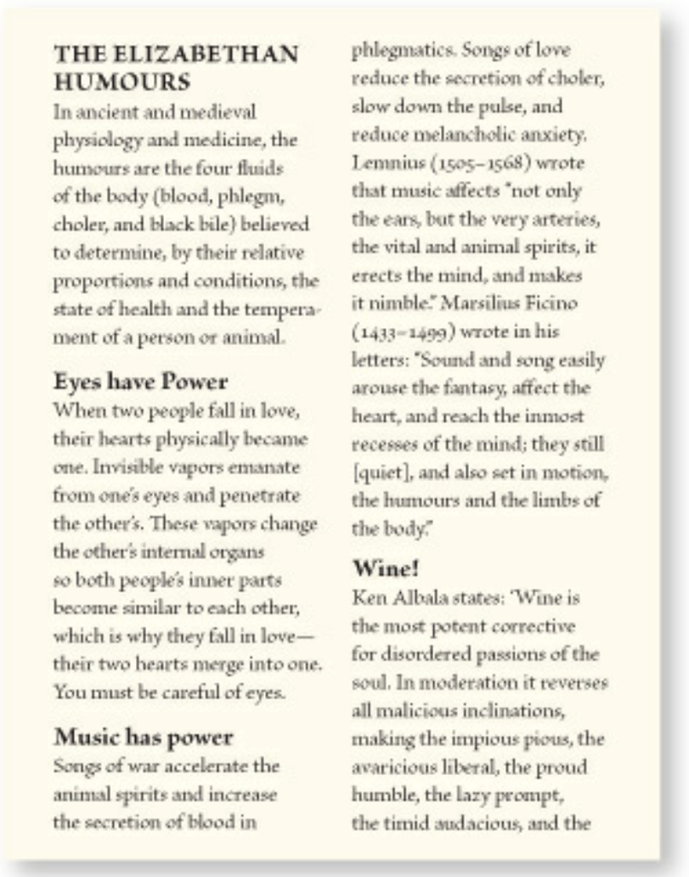 THE ELIZABETHAN
HUMOURS
In ancient and medieval
physiology and medicine, the
humours are the four fluids
of the body (blood, phlegm,
choler, and black bile) believed
to determine, by their relative
proportions and conditions, the
state of health and the tempera-
ment of a person or animal.
Eyes have Power
When two people fall in love,
their hearts physically became
one. Invisible vapors emanate
from one's eyes and penetrate
the other's. These vapors change
the other's internal organs
so both people's inner parts
become similar to each other,
which is why they fall in love—
their two hearts merge into one.
You must be careful of eyes.
Music has power
Songs of war accelerate the
animal spirits and increase
the secretion of blood in
phlegmatics. Songs of love
reduce the secretion of choler,
slow down the pulse, and
reduce melancholic anxiety.
Lemnius (1505–1568) wrote
that music affects "not only
the ears, but the very arteries,
the vital and animal spirits, it
erects the mind, and makes
it nimble." Marsilius Ficino
(1433–1499) wrote in his
letters: "Sound and song easily
arouse the fantasy, affect the
heart, and reach the inmost
recesses of the mind; they still
[quiet], and also set in motion,
the humours and the limbs of
the body."
Wine!
Ken Albala states: 'Wine is
the most potent corrective
for disordered passions of the
soul. In moderation it reverses
all malicious inclinations,
making the impious pious, the
avaricious liberal, the proud
humble, the lazy prompt,
the timid audacious, and the